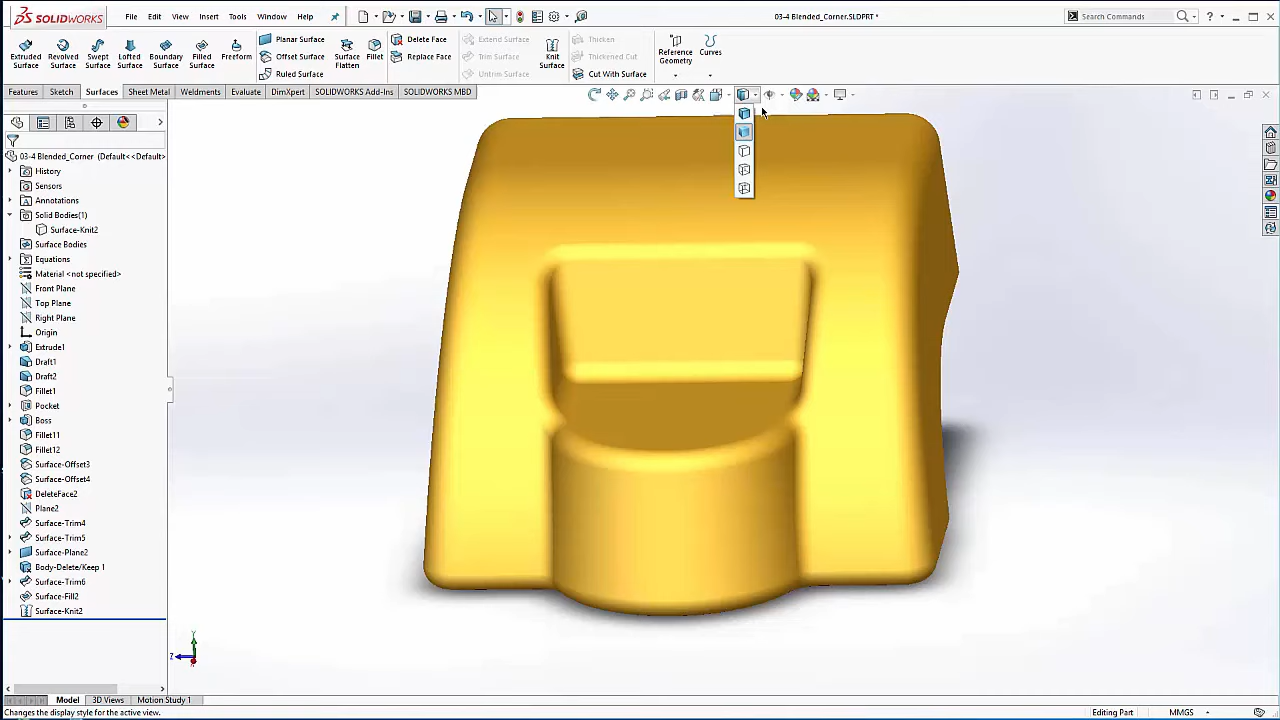 SOLIDWORKS
File
Edit
View
Insert
Tools
Window
Help
03-4 Blended_Corner.SLDPRT *
Search Commands
Extruded Surface
Revolved Surface
Swept Surface
Lofted Surface
Boundary Surface
Filled Surface
Freeform
Planar Surface
Offset Surface
Ruled Surface
Surface Flatten
Fillet
Delete Face
Replace Face
Extend Surface
Trim Surface
Untrim Surface
Knit Surface
Thicken
Thickened Cut
Cut With Surface
Reference Geometry
Curves
Features
Sketch
Surfaces
Sheet Metal
Weldments
Evaluate
DimXpert
SOLIDWORKS Add-Ins
SOLIDWORKS MBD
03-4 Blended_Corner (Default<<Default>
History
Sensors
Annotations
Solid Bodies(1)
Surface-Knit2
Surface Bodies
Equations
Material <not specified>
Front Plane
Top Plane
Right Plane
Origin
Extrude1
Draft1
Draft2
Fillet1
Pocket
Boss
Fillet11
Fillet12
Surface-Offset3
Surface-Offset4
DeleteFace2
Plane2
Surface-Trim4
Surface-Trim5
Surface-Plane2
Body-Delete/Keep 1
Surface-Trim6
Surface-Fill2
Surface-Knit2
Y
Z
Model
3D Views
Motion Study 1
Changes the display style for the active view.
Editing Part
MMGS